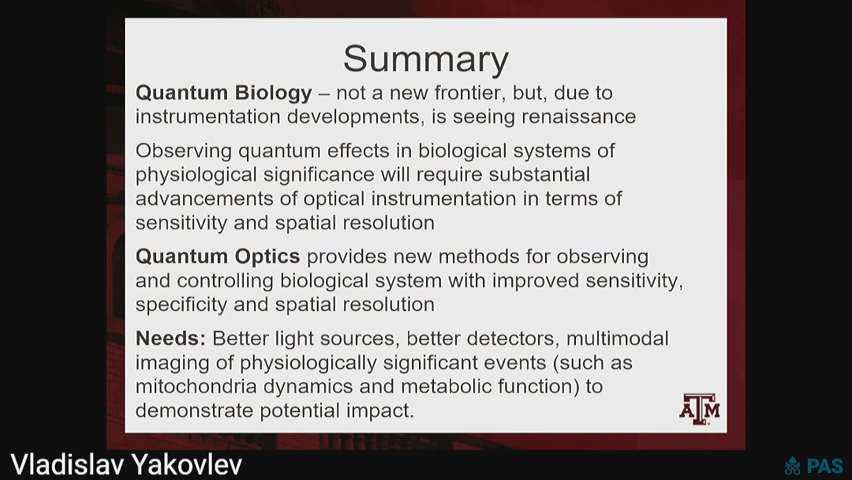 Summary
Quantum Biology – not a new frontier, but, due to
instrumentation developments, is seeing renaissance
Observing quantum effects in biological systems of
physiological significance will require substantial
advancements of optical instrumentation in terms of
sensitivity and spatial resolution
Quantum Optics provides new methods for observing
and controlling biological system with improved sensitivity,
specificity and spatial resolution
Needs: Better light sources, better detectors, multimodal
imaging of physiologically significant events (such as
mitochondria dynamics and metabolic function) to
demonstrate potential impact.
ATM
Vladislav Yakovlev
PAS